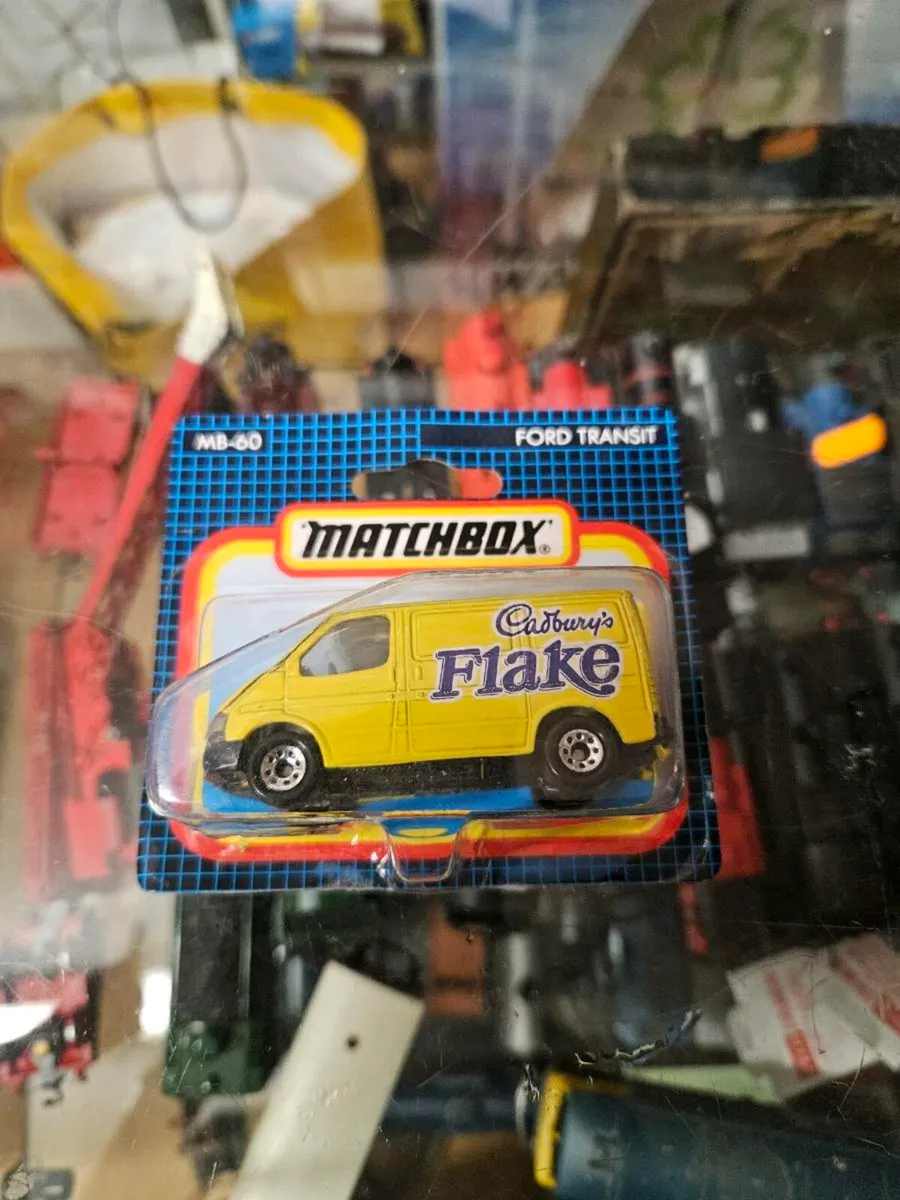 MB-60
FORD TRANSIT
"MATCHBOX"®
Cadbury's
Flake